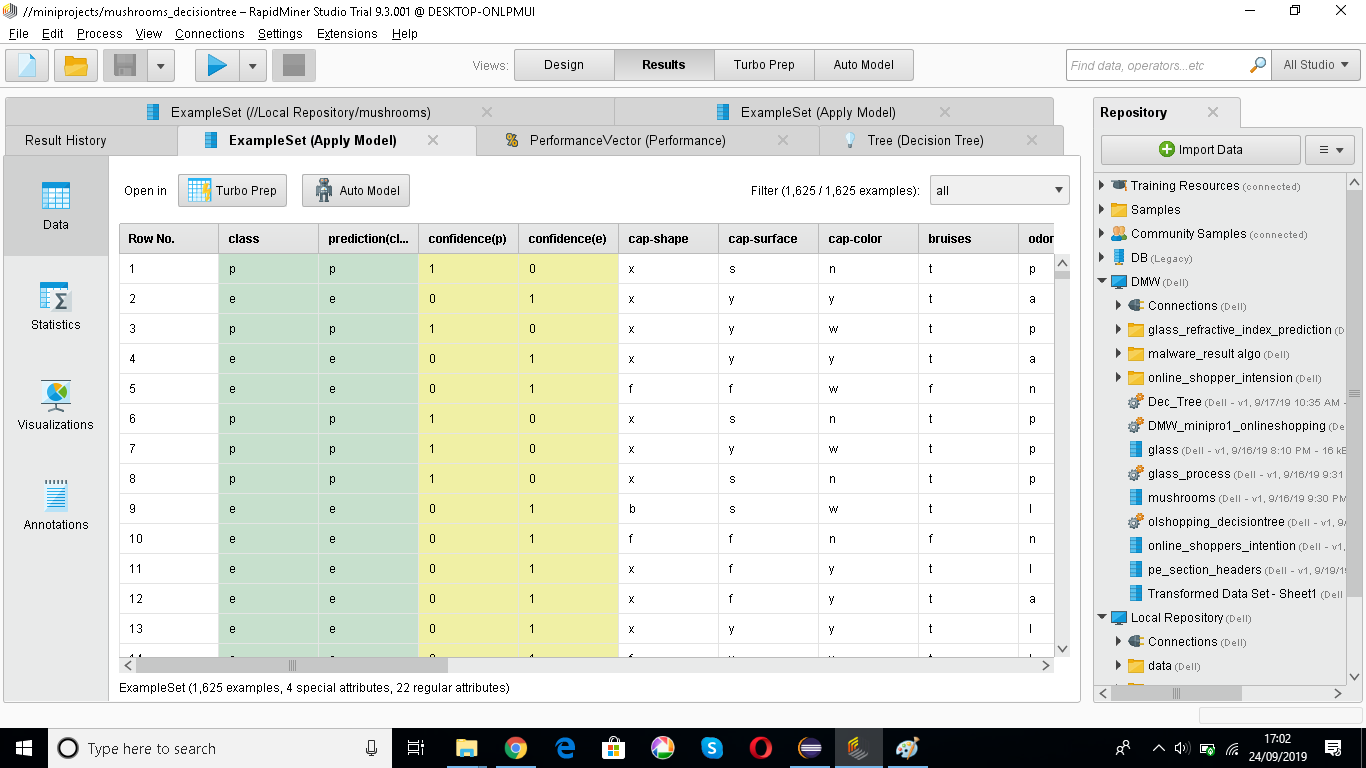 //miniprojects/mushrooms_decisiontree – RapidMiner Studio Trial 9.3.001 @ DESKTOP-ONLPMUI
File Edit Process View Connections Settings Extensions Help
Views: Design Results Turbo Prep Auto Model Find data, operators...etc All Studio
ExampleSet (//Local Repository/mushrooms) ExampleSet (Apply Model)
Result History ExampleSet (Apply Model) PerformanceVector (Performance) Tree (Decision Tree)
Data
Statistics
Visualizations
Annotations
Open in Turbo Prep Auto Model Filter (1,625 / 1,625 examples): all
Row No. class prediction(cl... confidence(p) confidence(e) cap-shape cap-surface cap-color bruises odor
1 p p 1 0 x s n t p
2 e e 0 1 x y y t a
3 p p 1 0 x y w t p
4 e e 0 1 x y y t a
5 e e 0 1 f f w f n
6 p p 1 0 x s n t p
7 p p 1 0 x y w t p
8 p p 1 0 x s n t p
9 e e 0 1 b s w t l
10 e e 0 1 f f n f n
11 e e 0 1 x f y t l
12 e e 0 1 x f y t a
13 e e 0 1 x y y t l
ExampleSet (1,625 examples, 4 special attributes, 22 regular attributes)
Repository
Import Data
Training Resources (connected)
Samples
Community Samples (connected)
DB (Legacy)
DMW (Dell)
Connections (Dell)
glass_refractive_index_prediction (D
malware_result algo (Dell)
online_shopper_intension (Dell)
Dec_Tree (Dell - v1, 9/17/19 10:35 AM -
DMW_minipro1_onlineshopping (De
glass (Dell - v1, 9/16/19 8:10 PM - 16 kB
glass_process (Dell - v1, 9/16/19 9:31
mushrooms (Dell - v1, 9/16/19 9:30 PM
olshopping_decisiontree (Dell - v1, 9/
online_shoppers_intention (Dell - v1,
pe_section_headers (Dell - v1, 9/19/19
Transformed Data Set - Sheet1 (Dell
Local Repository (Dell)
Connections (Dell)
data (Dell)
Type here to search
17:02
24/09/2019